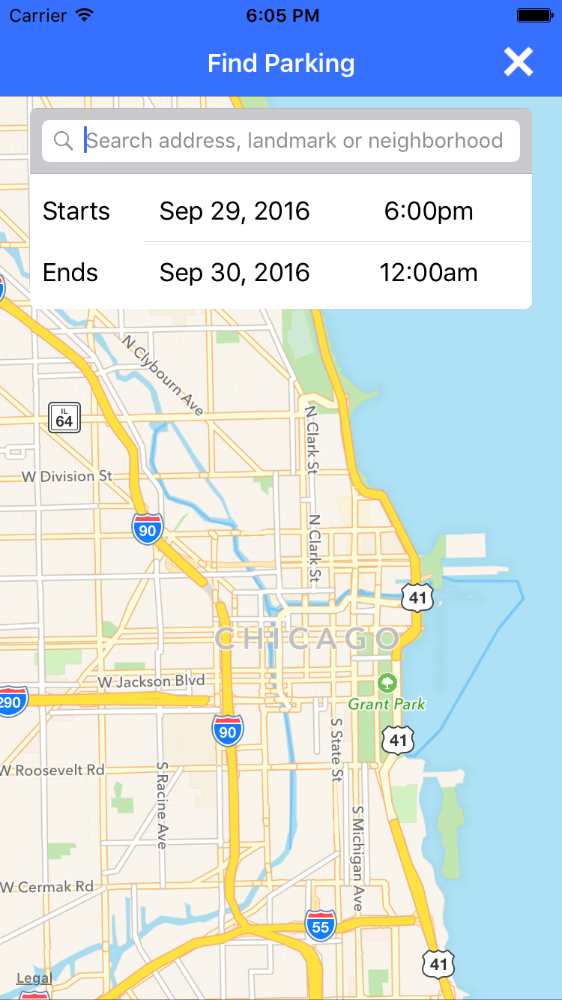 Carrier 6:05 PM
Find Parking
Search address, landmark or neighborhood
Starts Sep 29, 2016 6:00pm
Ends Sep 30, 2016 12:00am
N Clybourn Ave
IL
64
N Clark St
W Division St
90
N Clark St
41
CHICAGO
W Jackson Blvd
290
Grant Park
90
41
S State St
W Roosevelt Rd
S Racine Ave
S Michigan Ave
W Cermak Rd
55
41
Legal